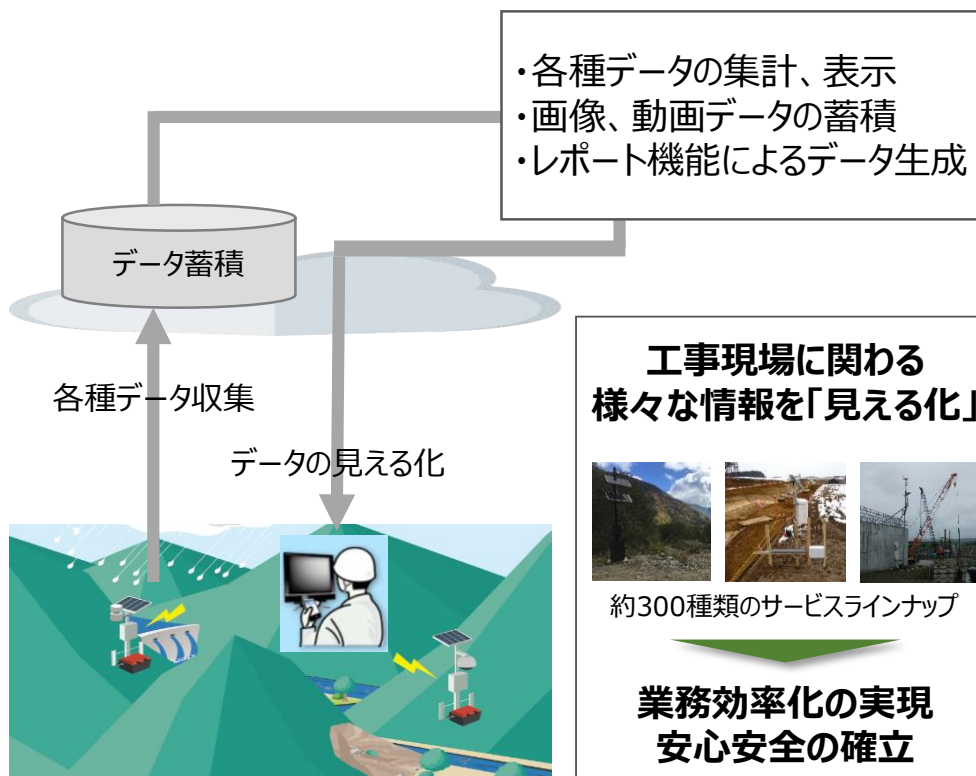 ・各種データの集計、表示
・画像、動画データの蓄積
・レポート機能によるデータ生成
データ蓄積
各種データ収集
データの見える化
工事現場に関わる
様々な情報を「見える化」
約300種類のサービスラインナップ
業務効率化の実現
安心安全の確立